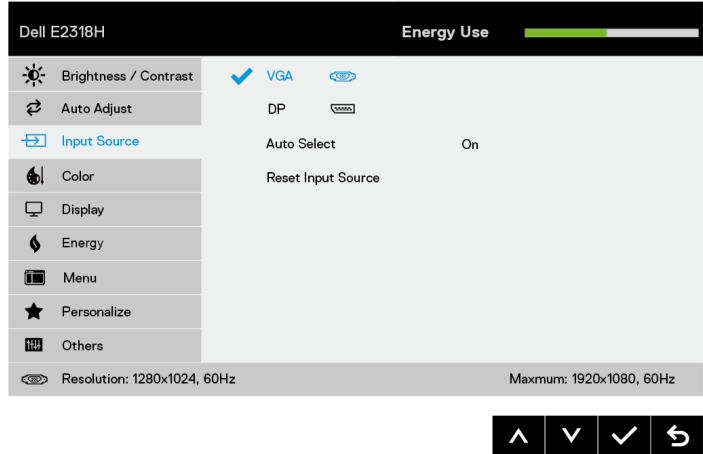 Dell E2318H Energy Use
Brightness / Contrast VGA
Auto Adjust DP
Input Source Auto Select On
Color Reset Input Source
Display
Energy
Menu
Personalize
Others
Resolution: 1280x1024, 60Hz Maxmum: 1920x1080, 60Hz